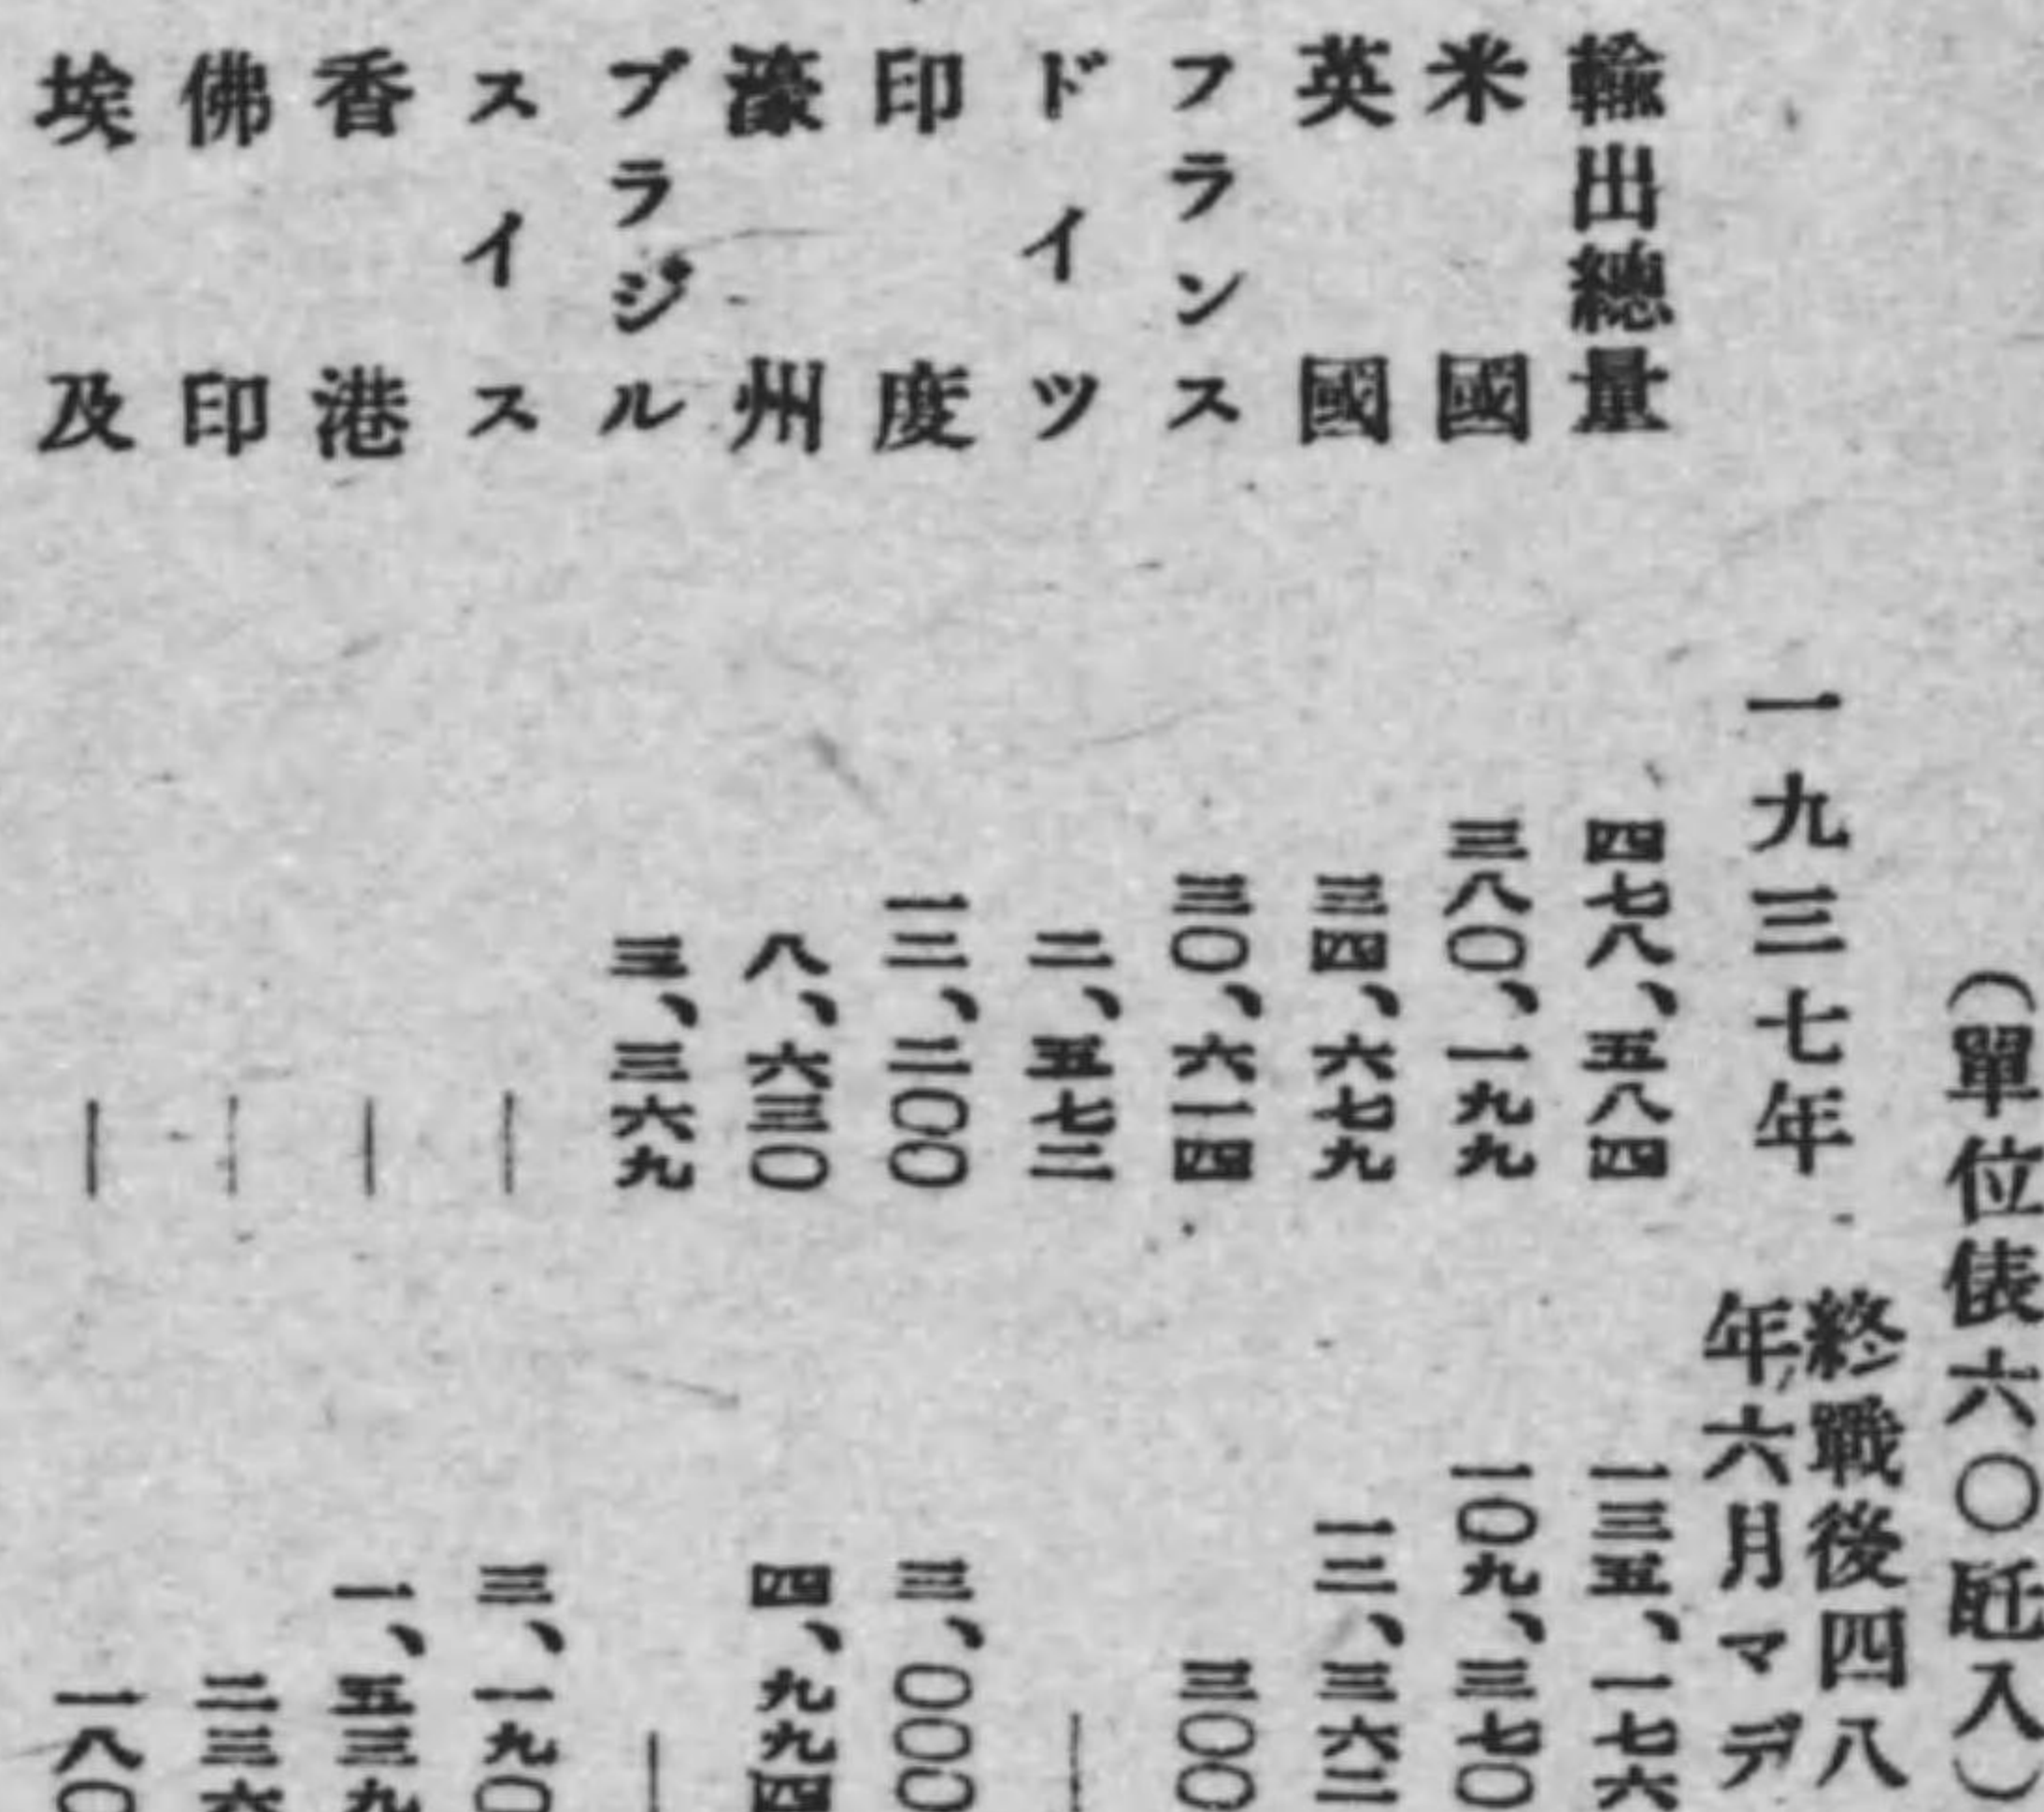 (單位俵六〇瓩入)
一九三七年 終戰後四八年六月マデ
輸出總量 四七八、五八四 一三五、一七六
米國 三八〇、一九九 一〇九、三七〇
英國 三四、六七九 一二、三六二
フランス 三〇、六一四 三〇〇
ドイツ 二、五七二 —
印度 一二、二〇〇 三、〇〇〇
濠州 八、六三〇 四、九九四
ブラジル 三、三六九 —
スイス — 三、一九〇
香港 — 一、五三九
佛印 — 二三六
埃及 — 一八〇